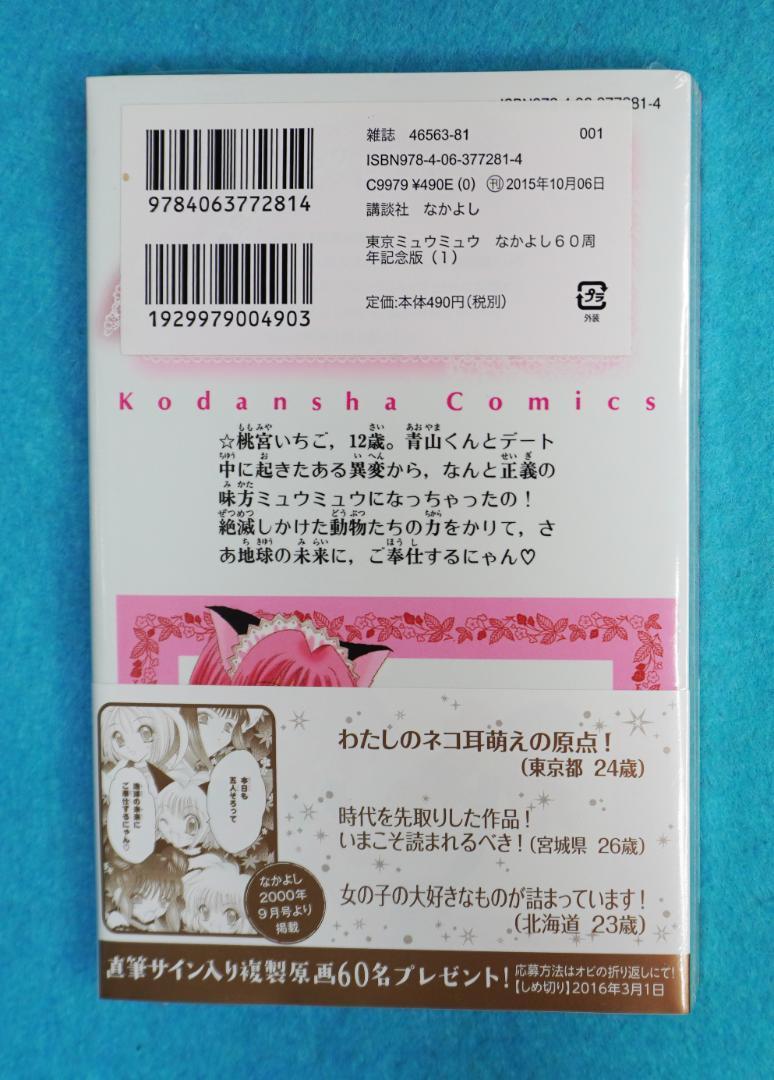 ISBN978-4-06-377281-4
雑誌 46563-81 001
ISBN978-4-06-377281-4
C9979 ¥490E (0) ㊗2015年10月06日
講談社 なかよし
東京ミュウミュウ なかよし60周
年記念版(1)
定価:本体490円(税別)
プラ
外装
9784063772814
1929979004903
Kodansha Comics
☆桃宮いちご,12歳。青山くんとデート
中に起きたある異変から,なんと正義の
味方ミュウミュウになっちゃったの!
絶滅しかけた動物たちの力をかりて,さ
あ地球の未来に,ご奉仕するにゃん♡
わたしのネコ耳萌えの原点!
(東京都 24歳)
時代を先取りした作品!
いまこそ読まれるべき!(宮城県 26歳)
女の子の大好きなものが詰まっています!
(北海道 23歳)
本日も
五人そろって
地球の未来に
ご奉仕するにゃん♡
なかよし
2000年
9月号より
掲載
直筆サイン入り複製原画60名プレゼント!
応募方法はオビの折り返しにて!
【しめ切り】2016年3月1日